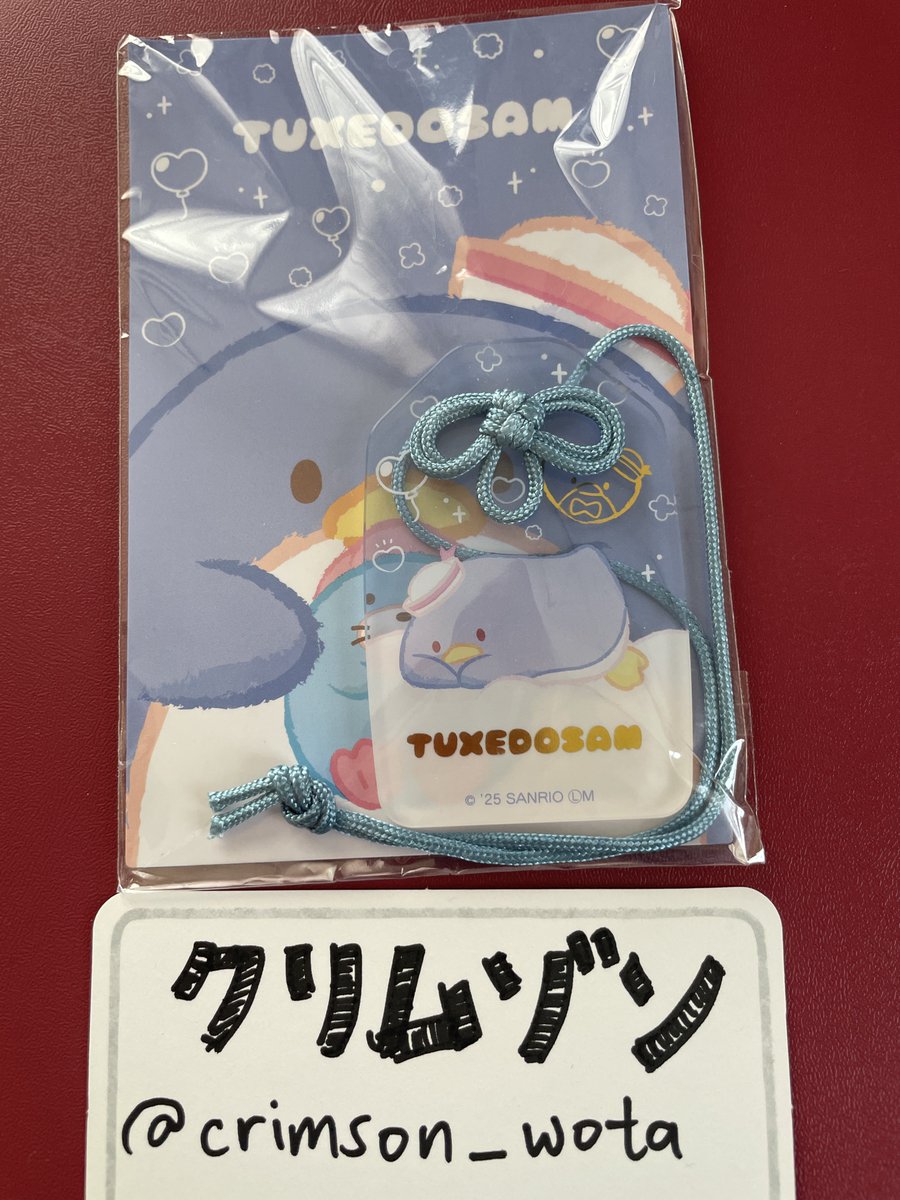 TUXEDOSAM
TUXEDOSAM
© '25 SANRIO ⓁM
クリムゾン
@crimson_wota